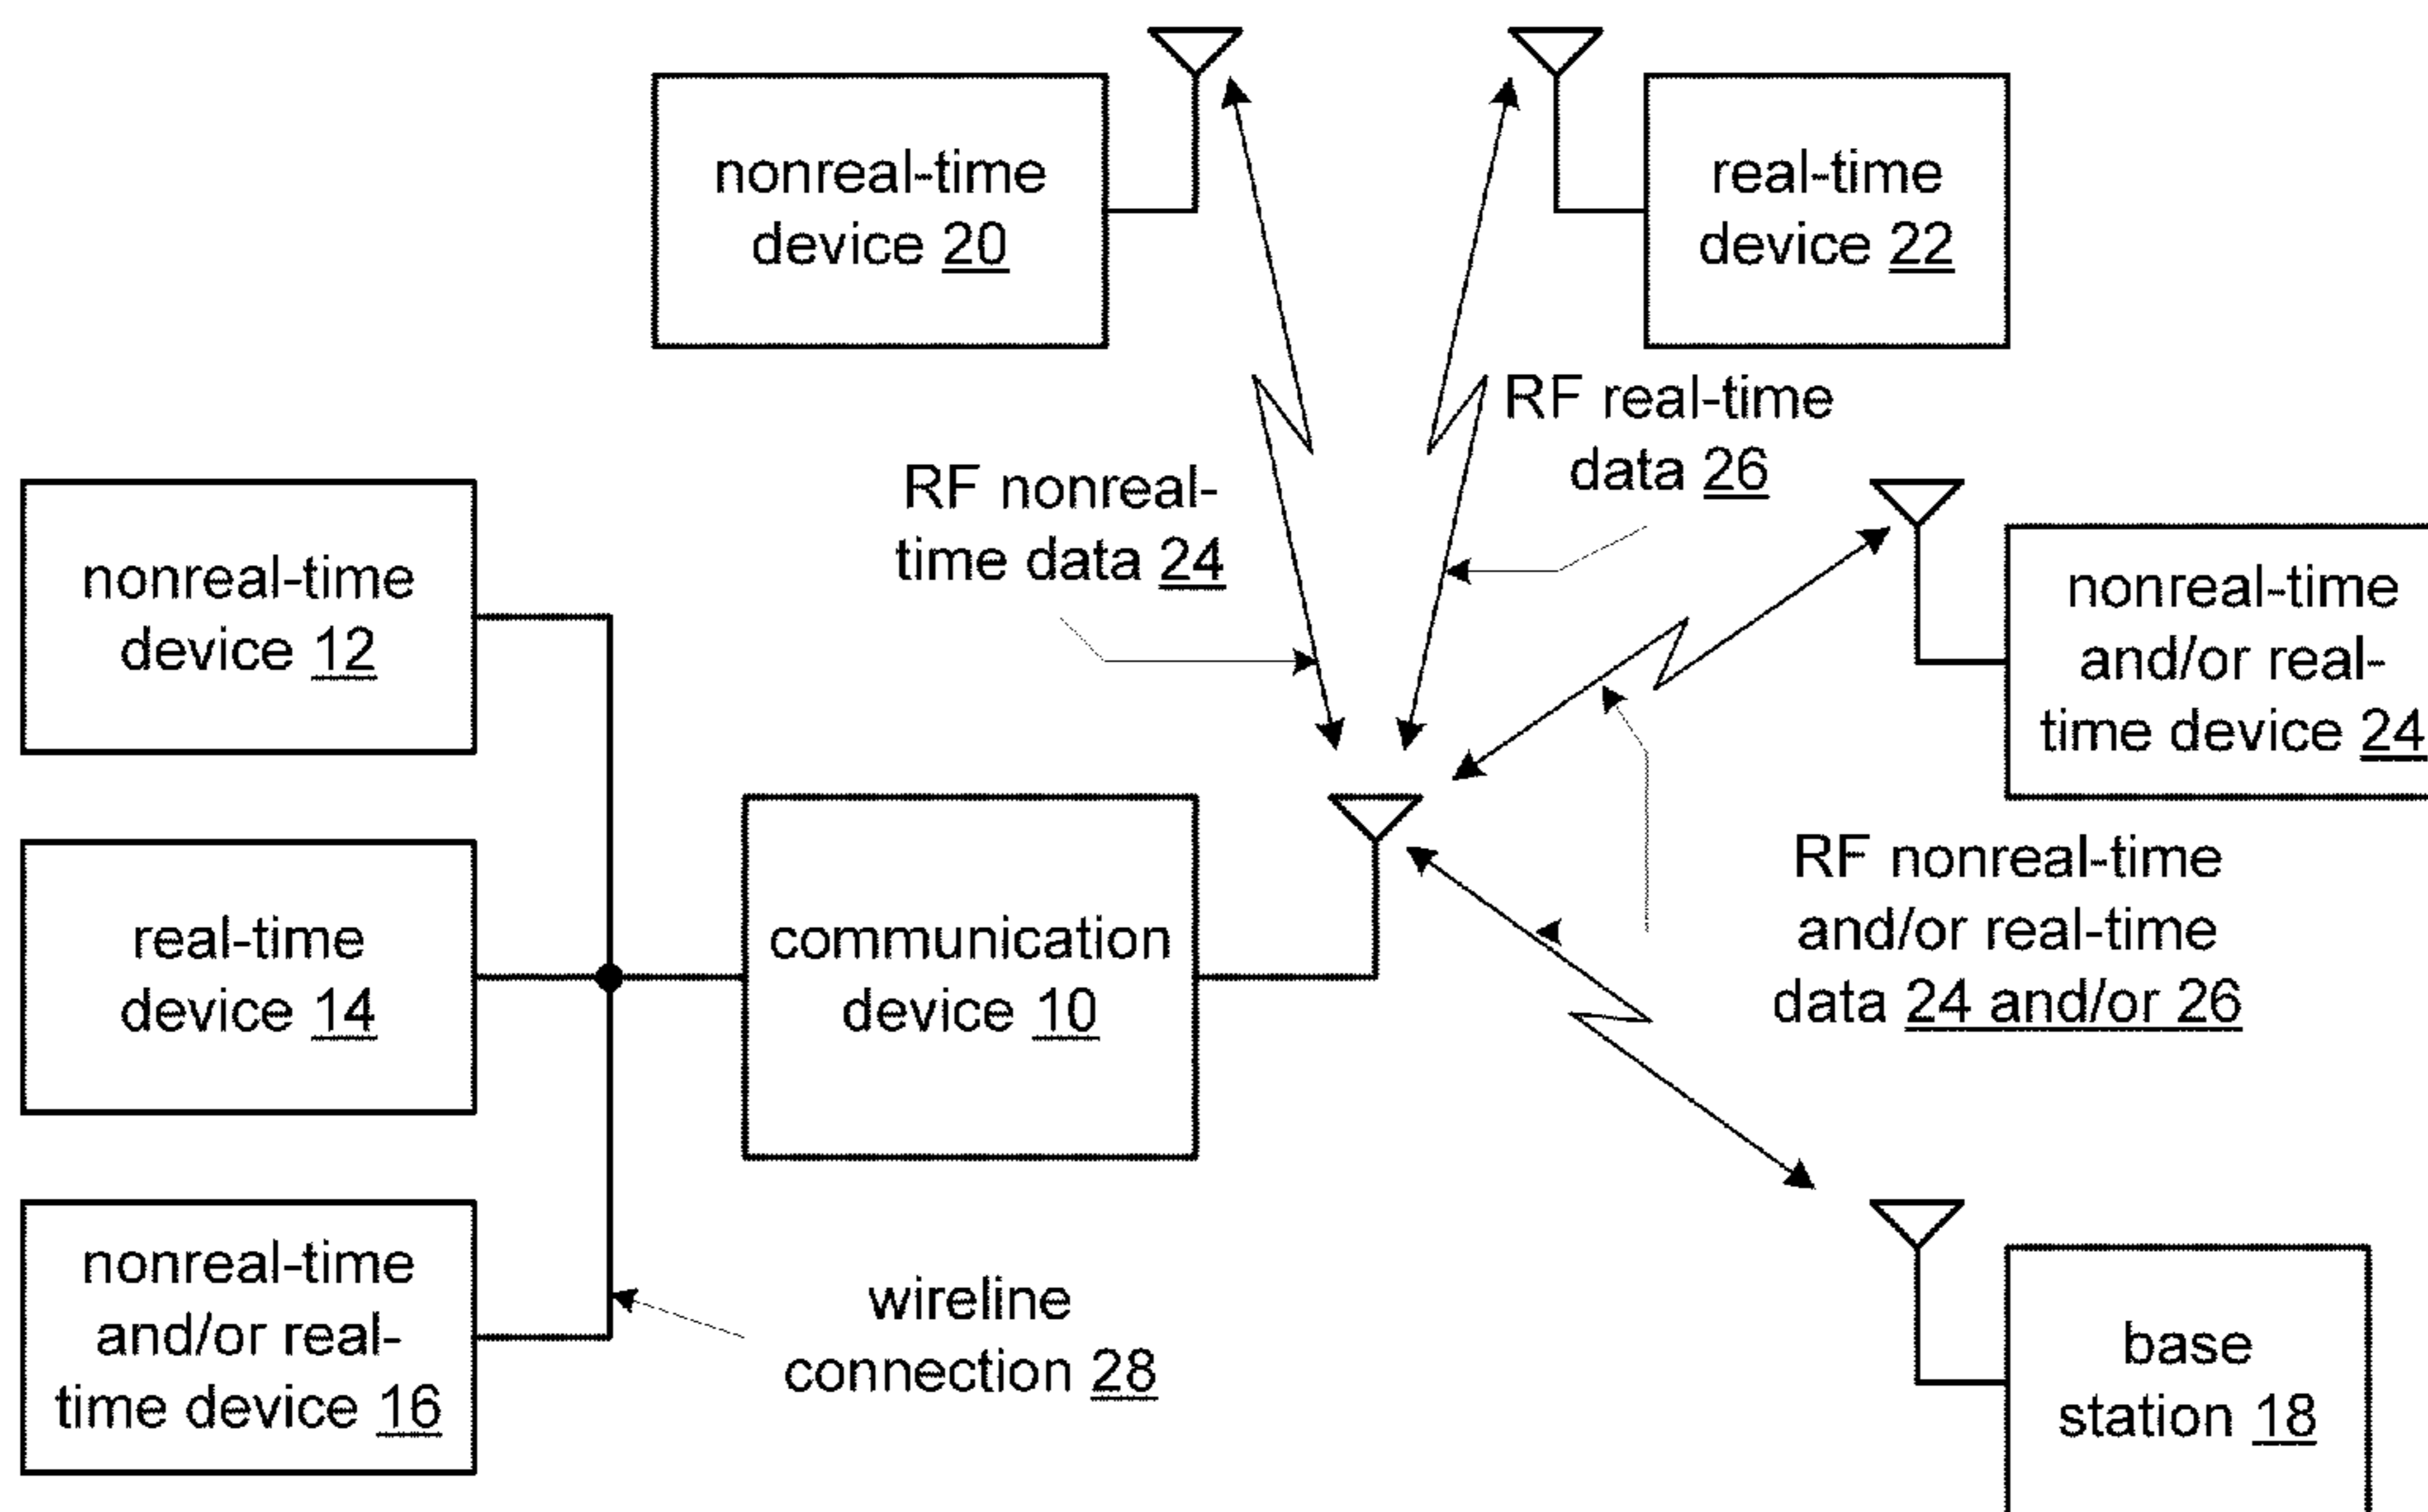 nonreal-time
device 20
real-time
device 22
RF real-time
data 26
RF nonreal-
time data 24
nonreal-time
device 12
nonreal-time
and/or real-
time device 24
real-time
device 14
communication
device 10
RF nonreal-time
and/or real-time
data 24 and/or 26
nonreal-time
and/or real-
time device 16
wireline
connection 28
base
station 18